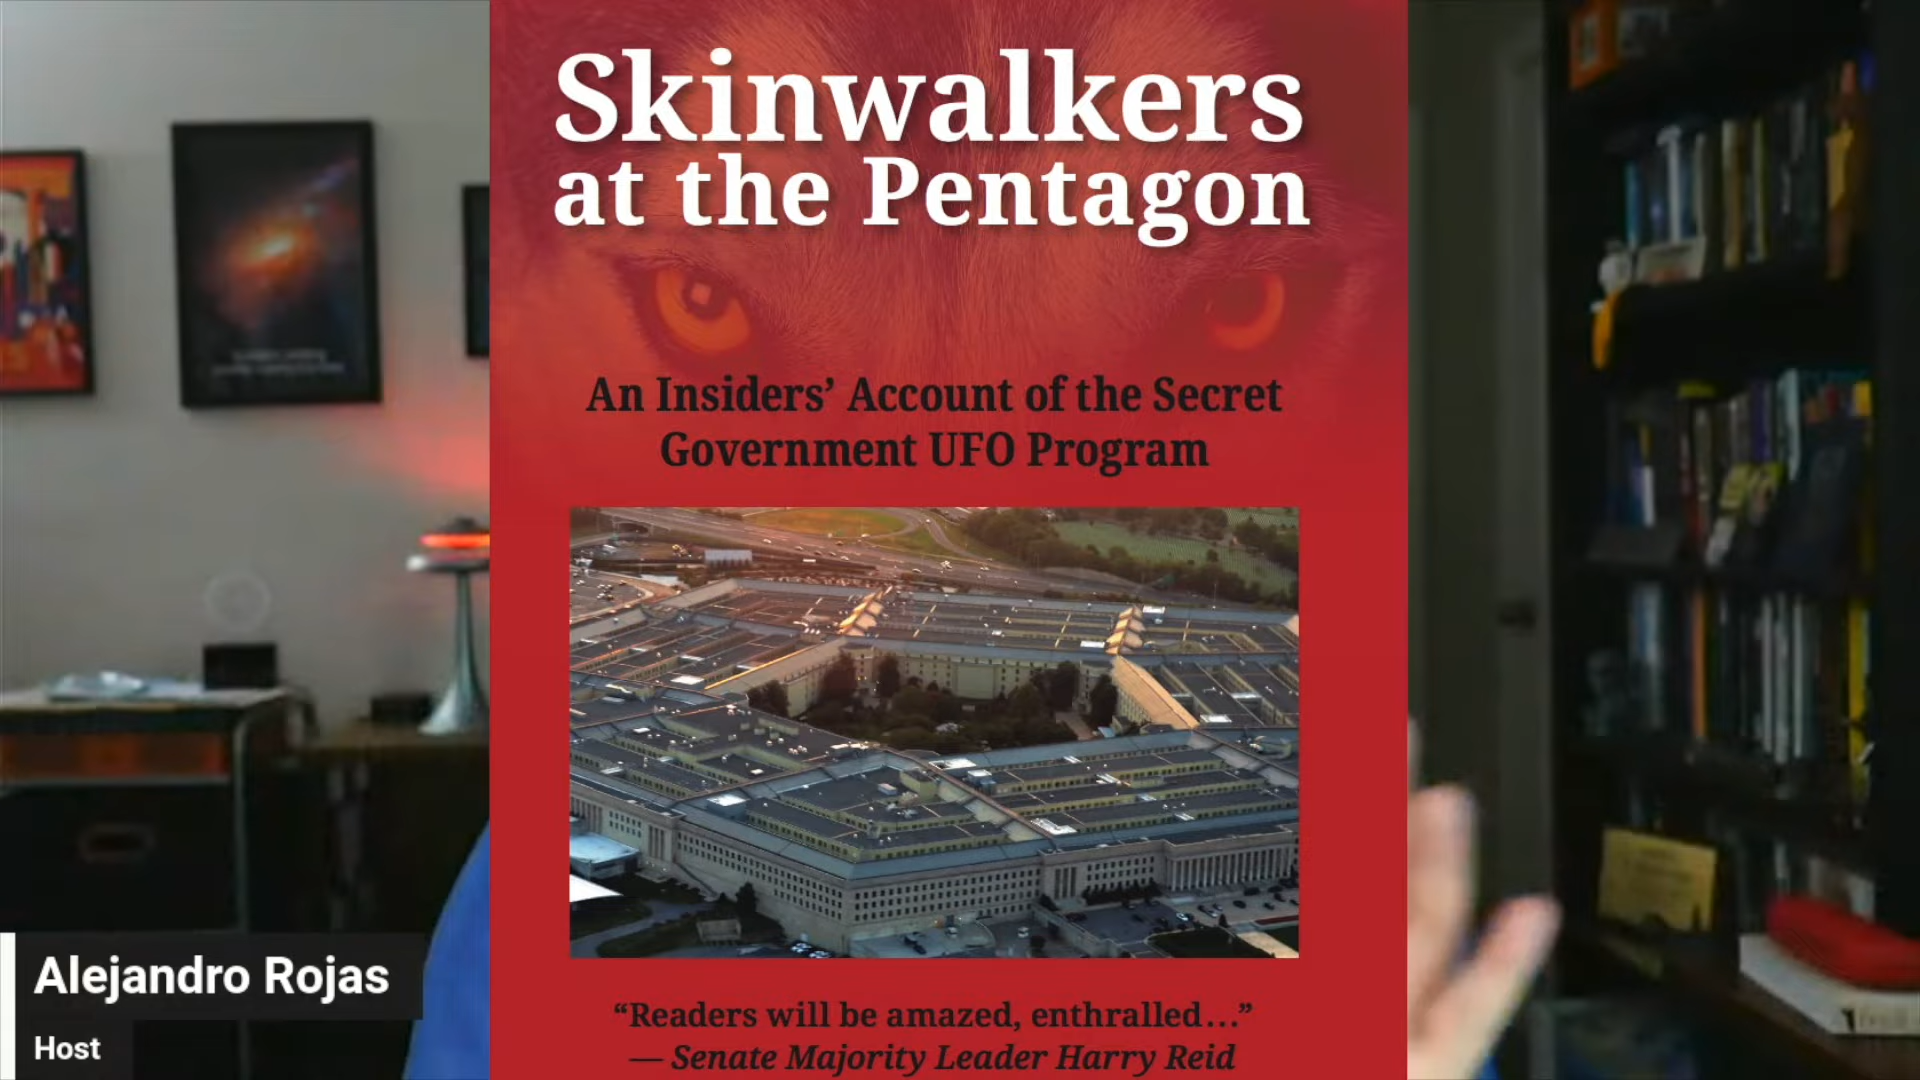 Skinwalkers
at the Pentagon
An Insiders’ Account of the Secret
Government UFO Program
“Readers will be amazed, enthralled...”
— Senate Majority Leader Harry Reid
Alejandro Rojas
Host